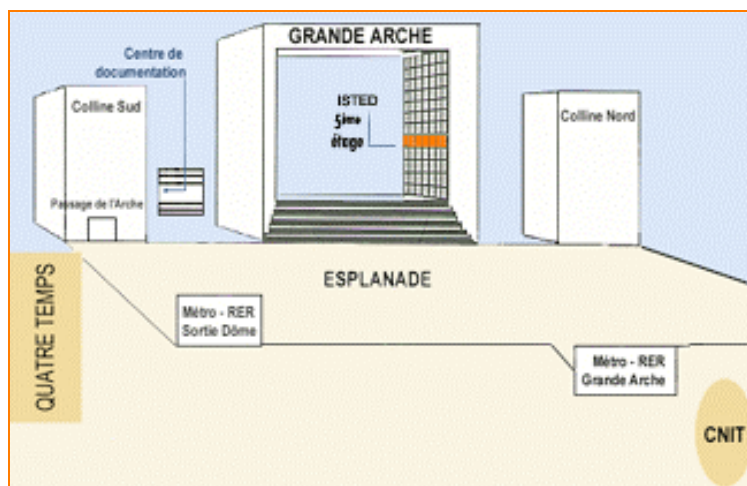 GRANDE ARCHE
Centre de
documentation
Colline Sud
ISTED
5ème
étage
Colline Nord
Passage de l'Arche
ESPLANADE
QUATRE TEMPS
Métro - RER
Sortie Dôme
Métro - RER
Grande Arche
CNIT